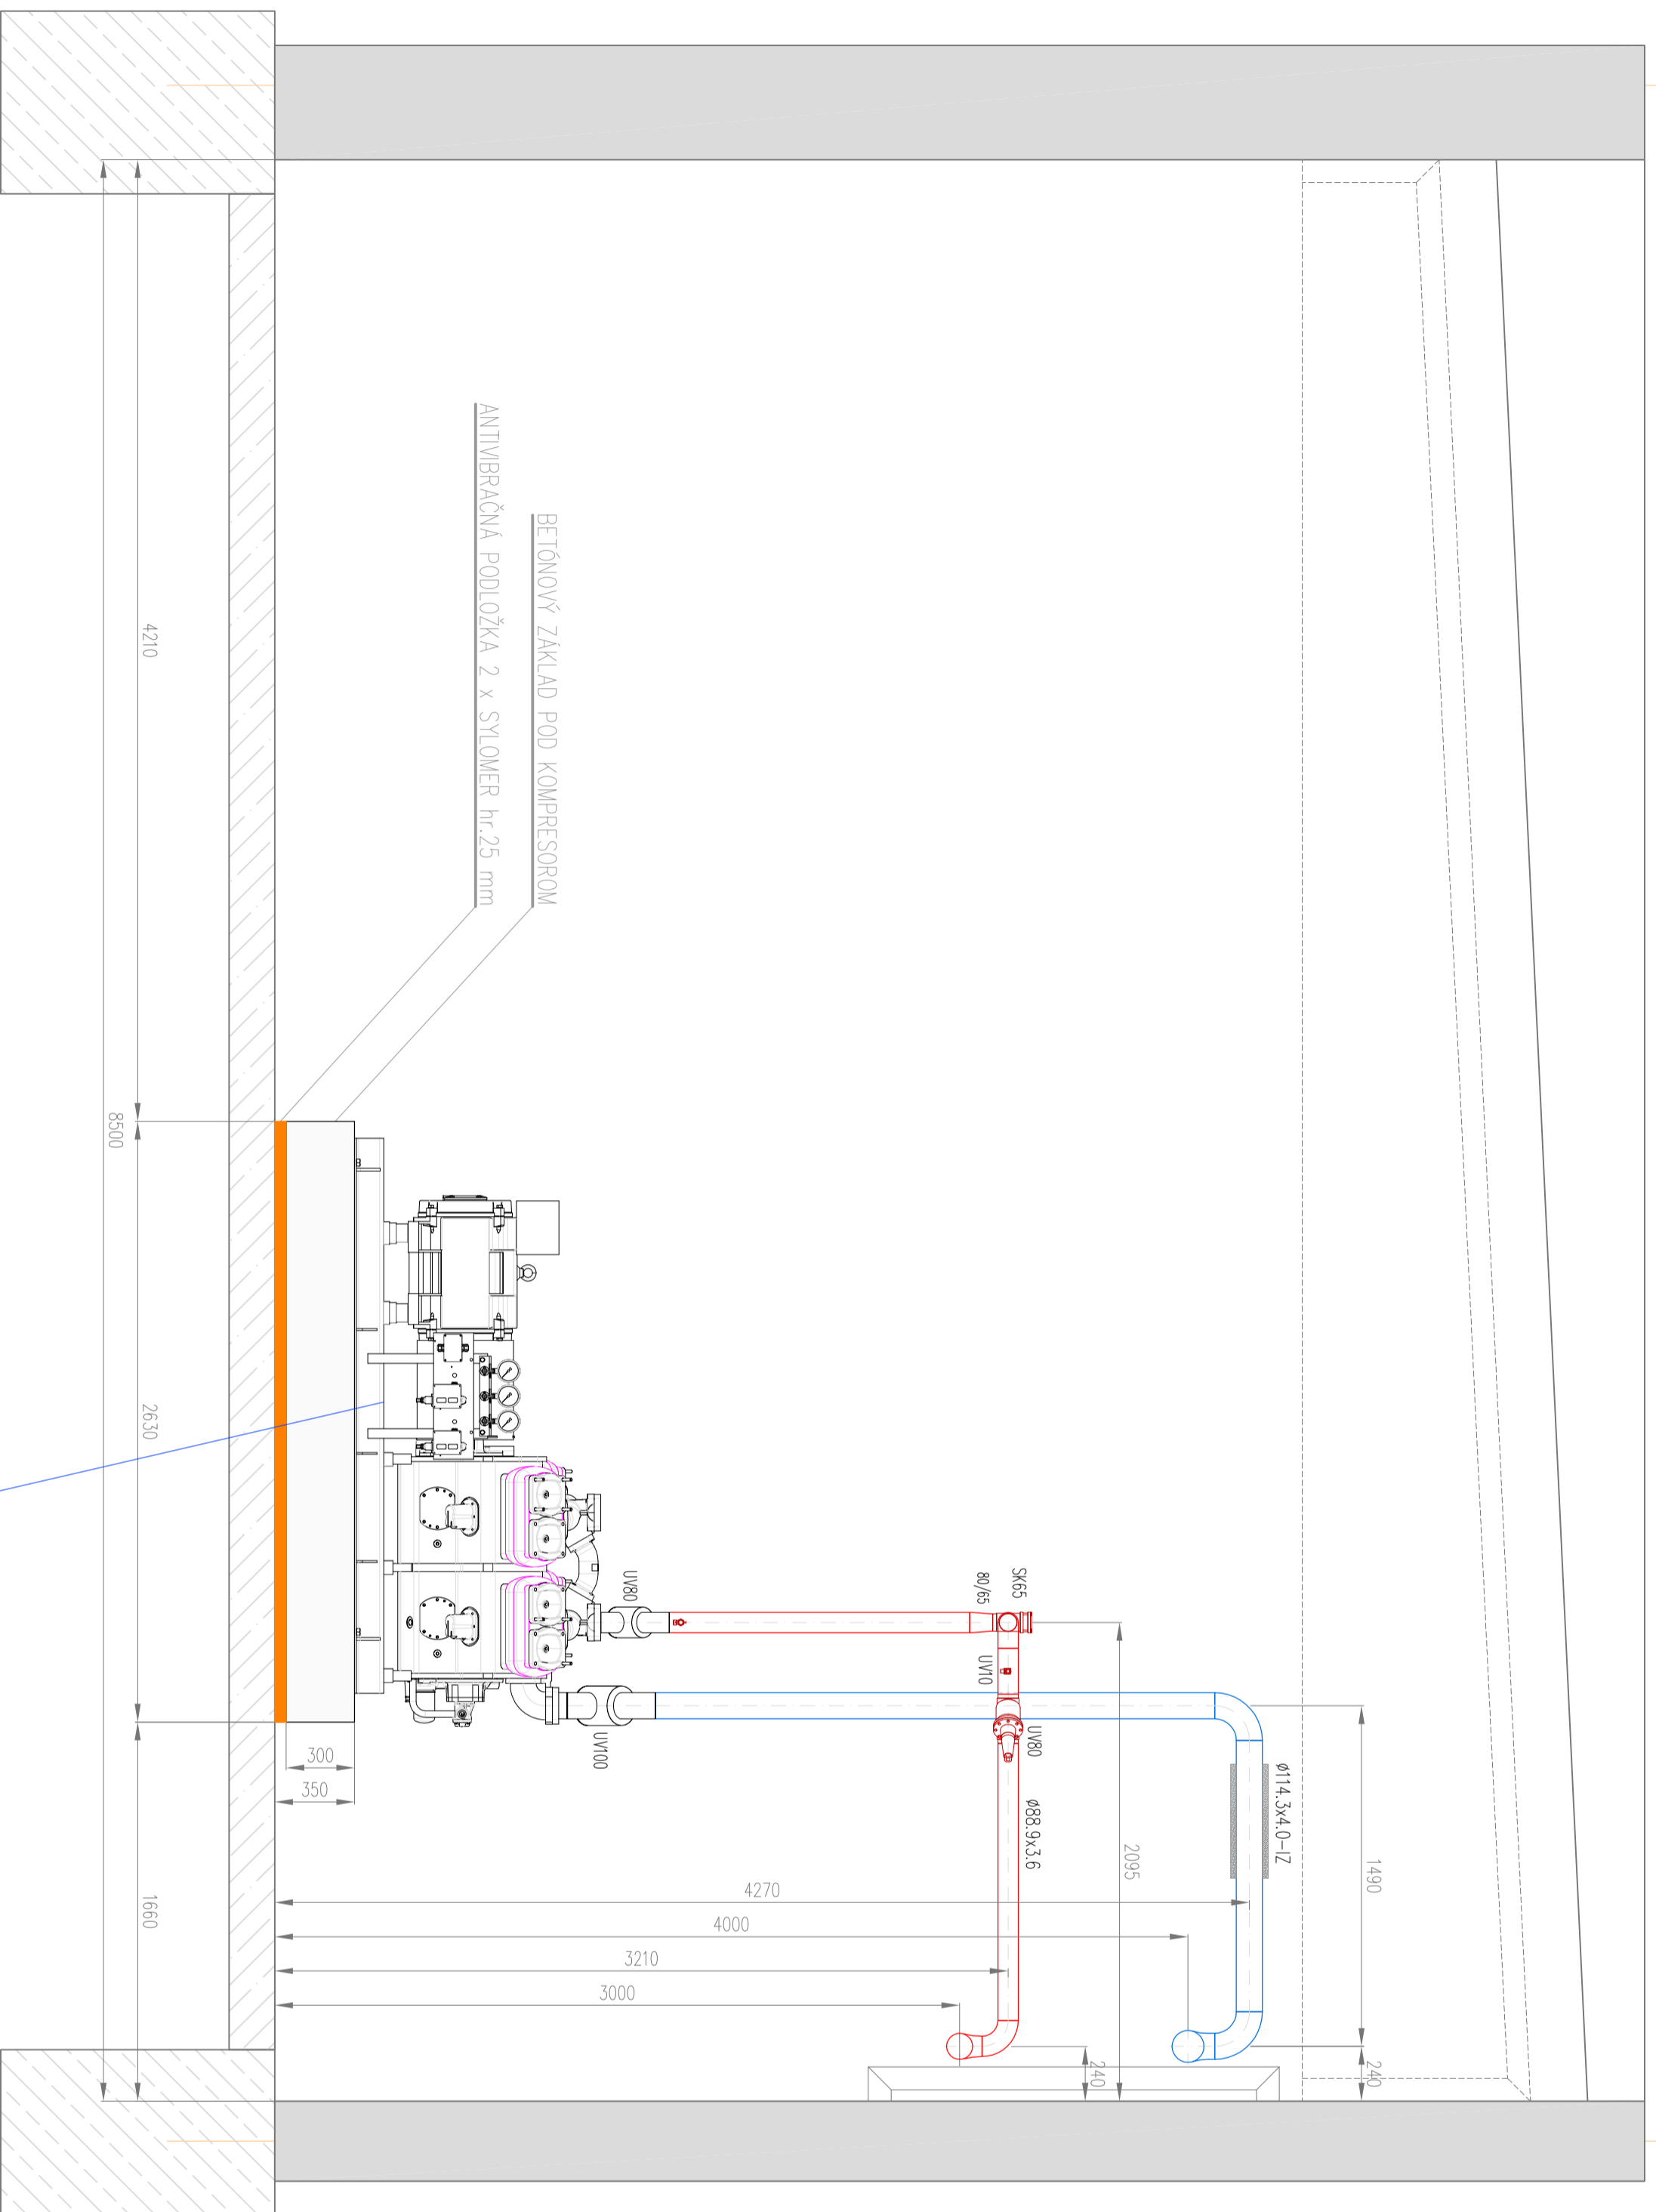 Ø114.3x4.0-IZ
1490
240
SK65
80/65
UV10
UV80
Ø88.9x3.6
2095
240
UV80
UV100
BETÓNOVÝ ZÁKLAD POD KOMPRESOROM
ANTIVIBRAČNÁ PODLOŽKA 2 x SYLOMER hr.25 mm
4270
4000
3210
3000
300
350
4210
2630
1660
8500